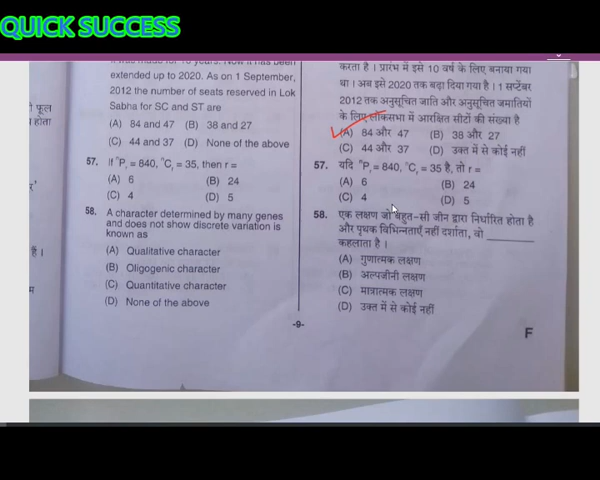 QUICK SUCCESS
extended up to 2020. As on 1 September,
2012 the number of seats reserved in Lok
Sabha for SC and ST are
(A) 84 and 47 (B) 38 and 27
(C) 44 and 37 (D) None of the above
57. If ⁿPᵣ = 840, ⁿCᵣ = 35, then r =
(A) 6 (B) 24
(C) 4 (D) 5
58. A character determined by many genes
and does not show discrete variation is
known as
(A) Qualitative character
(B) Oligogenic character
(C) Quantitative character
(D) None of the above
करता है । प्रारंभ में इसे 10 वर्ष के लिए बनाया गया
था । अब इसे 2020 तक बढ़ा दिया गया है । 1 सप्टेंबर
2012 तक अनुसूचित जाति और अनुसूचित जमातियों
के लिए लोकसभा में आरक्षित सीटों की संख्या है
(A) 84 और 47 (B) 38 और 27
(C) 44 और 37 (D) उक्त में से कोई नहीं
57. यदि ⁿPᵣ = 840, ⁿCᵣ = 35 है, तो r =
(A) 6 (B) 24
(C) 4 (D) 5
58. एक लक्षण जो बहुत-सी जीन द्वारा निर्धारित होता है
और पृथक विभिन्नताएँ नहीं दर्शाता, वो ________
कहलाता है ।
(A) गुणात्मक लक्षण
(B) अल्पजीनी लक्षण
(C) मात्रात्मक लक्षण
(D) उक्त में से कोई नहीं
-9-
F